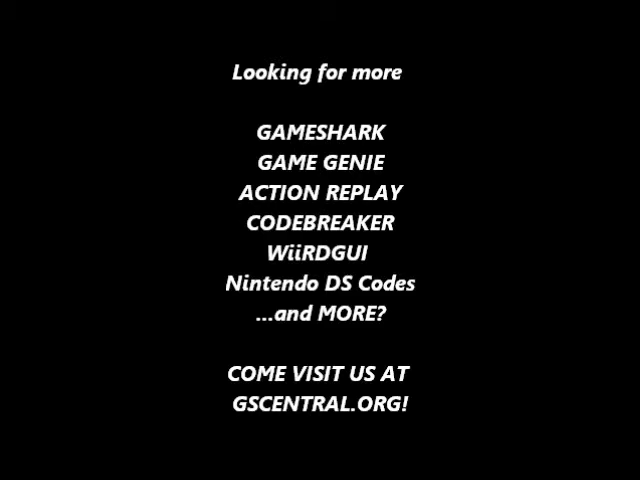 Looking for more
GAMESHARK
GAME GENIE
ACTION REPLAY
CODEBREAKER
WiiRDGUI
Nintendo DS Codes
...and MORE?
COME VISIT US AT
GSCENTRAL.ORG!